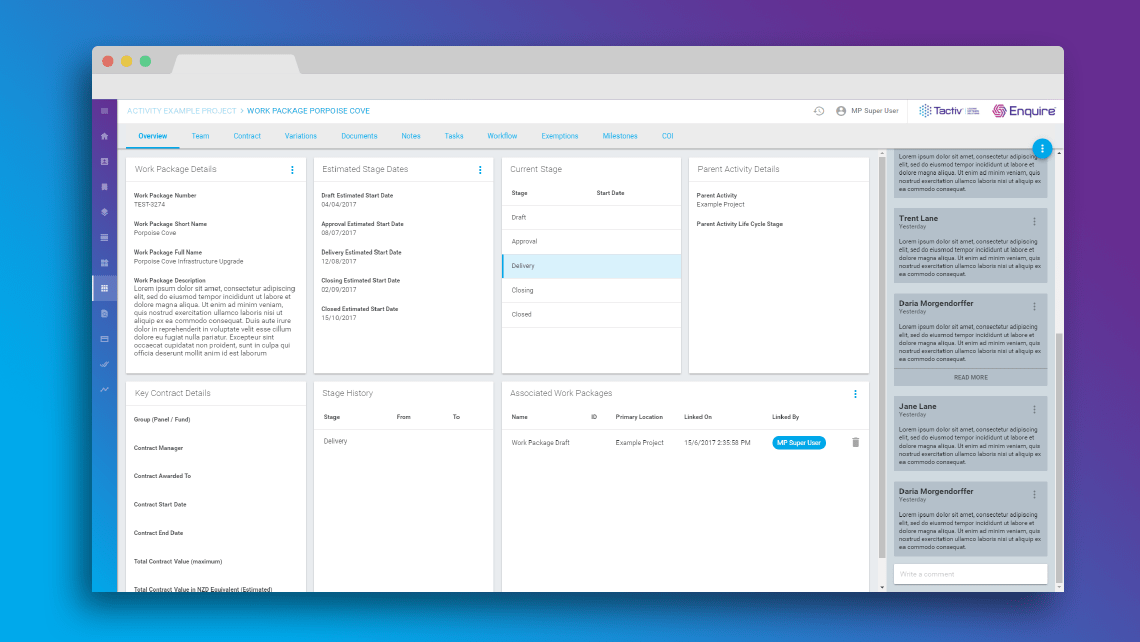 ACTIVITY EXAMPLE PROJECT > WORK PACKAGE PORPOISE COVE
MP Super User
Tactiv
Enquire
Overview
Team
Contract
Variations
Documents
Notes
Tasks
Workflow
Exemptions
Milestones
COI
Work Package Details
Work Package Number
TEST-3274
Work Package Short Name
Porpoise Cove
Work Package Full Name
Porpoise Cove Infrastructure Upgrade
Work Package Description
Lorem ipsum dolor sit amet, consectetur adipiscing
elit, sed do eiusmod tempor incididunt ut labore et
dolore magna aliqua. Ut enim ad minim veniam,
quis nostrud exercitation ullamco laboris nisi ut
aliquip ex ea commodo consequat. Duis aute irure
dolor in reprehenderit in voluptate velit esse cillum
dolore eu fugiat nulla pariatur. Excepteur sint
occaecat cupidatat non proident, sunt in culpa qui
officia deserunt mollit anim id est laborum
Estimated Stage Dates
Draft Estimated Start Date
04/04/2017
Approval Estimated Start Date
08/07/2017
Delivery Estimated Start Date
12/08/2017
Closing Estimated Start Date
02/09/2017
Closed Estimated Start Date
15/10/2017
Current Stage
Stage Start Date
Draft
Approval
Delivery
Closing
Closed
Parent Activity Details
Parent Activity
Example Project
Parent Activity Life Cycle Stage
Key Contract Details
Group (Panel / Fund)
Contract Manager
Contract Awarded To
Contract Start Date
Contract End Date
Total Contract Value (maximum)
Total Contract Value in NZD Equivalent (Estimated)
Stage History
Stage From To
Delivery
Associated Work Packages
Name ID Primary Location Linked On Linked By
Work Package Draft Example Project 15/6/2017 2:35:58 PM MP Super User
Lorem ipsum dolor sit amet, consectetur adipiscing
elit, sed do eiusmod tempor incididunt ut labore et
dolore magna aliqua. Ut enim ad minim veniam, quis
nostrud exercitation ullamco laboris nisi ut aliquip ex
ea commodo consequat.
Trent Lane
Yesterday
Lorem ipsum dolor sit amet, consectetur adipiscing
elit, sed do eiusmod tempor incididunt ut labore et
dolore magna aliqua. Ut enim ad minim veniam, quis
nostrud exercitation ullamco laboris nisi ut aliquip ex
ea commodo consequat.
Daria Morgendorffer
Yesterday
Lorem ipsum dolor sit amet, consectetur adipiscing
elit, sed do eiusmod tempor incididunt ut labore et
dolore magna aliqua. Ut enim ad minim veniam, quis
nostrud exercitation ullamco laboris nisi ut aliquip ex
ea commodo consequat.
READ MORE
Jane Lane
Yesterday
Lorem ipsum dolor sit amet, consectetur adipiscing
elit, sed do eiusmod tempor incididunt ut labore et
dolore magna aliqua. Ut enim ad minim veniam, quis
nostrud exercitation ullamco laboris nisi ut aliquip ex
ea commodo consequat.
Daria Morgendorffer
Yesterday
Lorem ipsum dolor sit amet, consectetur adipiscing
elit, sed do eiusmod tempor incididunt ut labore et
dolore magna aliqua. Ut enim ad minim veniam, quis
nostrud exercitation ullamco laboris nisi ut aliquip ex
ea commodo consequat.
Write a comment